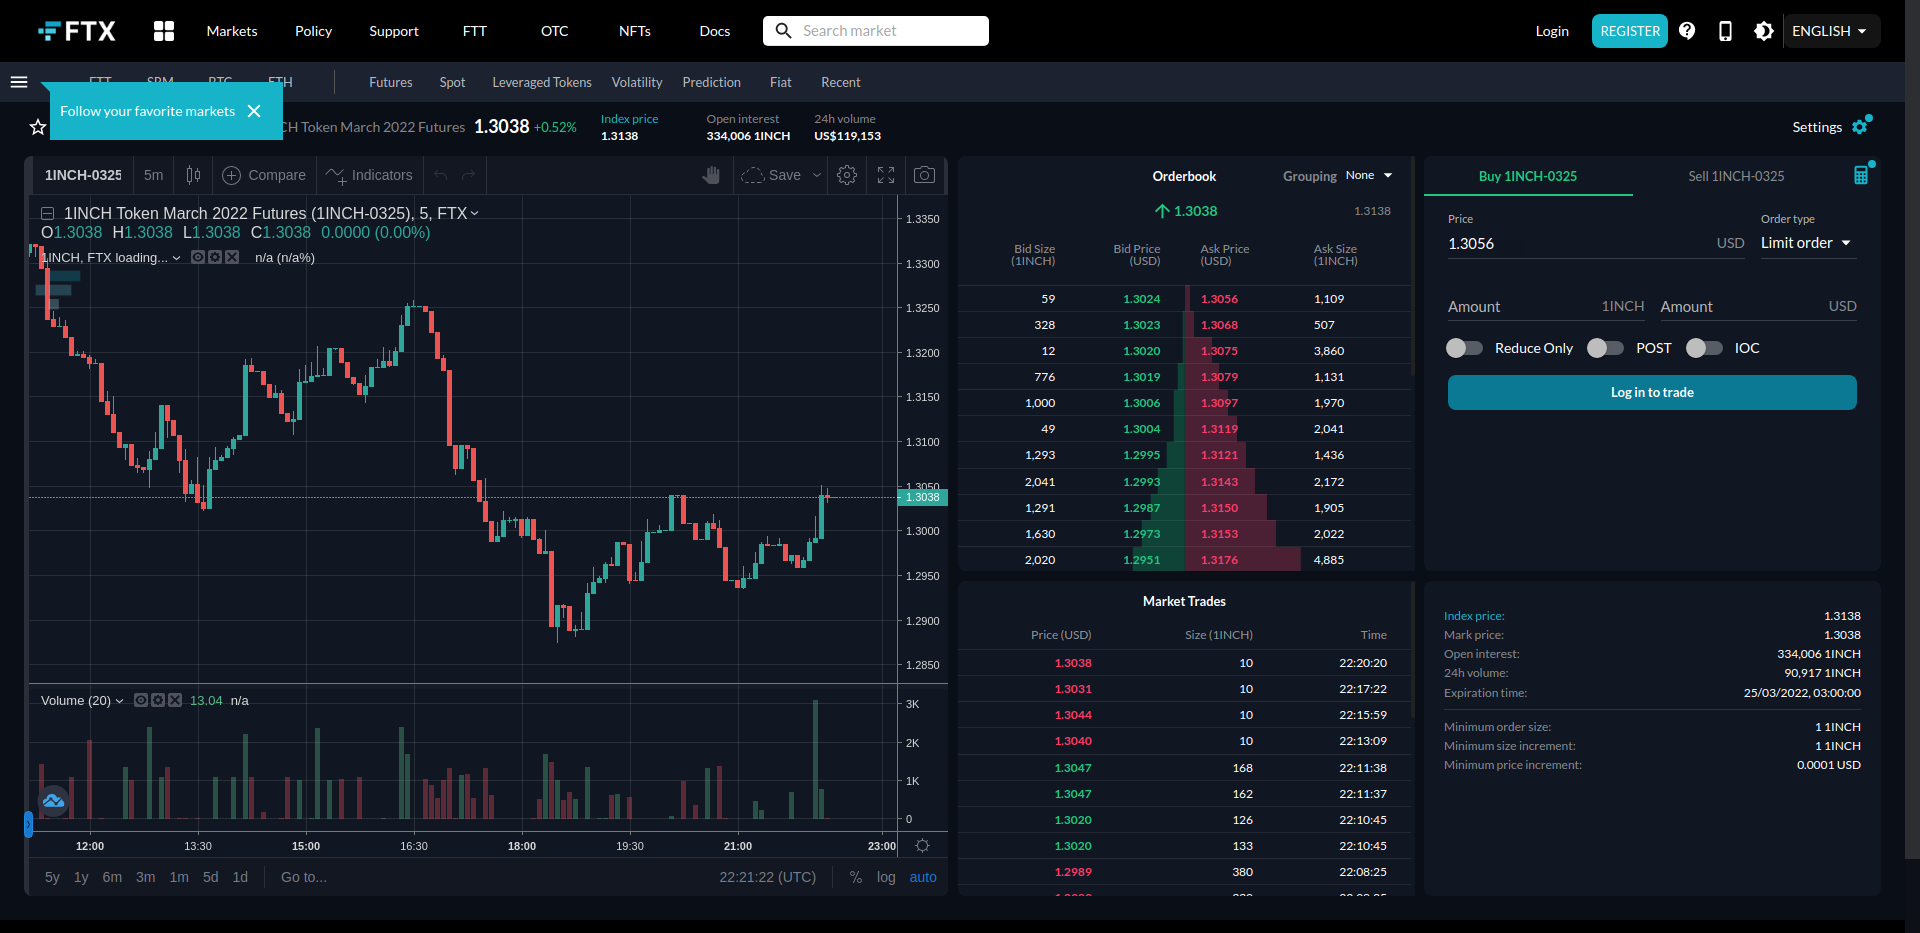 FTX Markets Policy Support FTT OTC NFTs Docs Search market Login REGISTER ENGLISH
FTT SRM BTC ETH Futures Spot Leveraged Tokens Volatility Prediction Fiat Recent
Follow your favorite markets
CH Token March 2022 Futures 1.3038 +0.52%
Index price
1.3138
Open interest
334,006 1INCH
24h volume
US$119,153
Settings
1INCH-0325 5m Compare Indicators Save
1INCH Token March 2022 Futures (1INCH-0325), 5, FTX
O1.3038 H1.3038 L1.3038 C1.3038 0.0000 (0.00%)
1INCH, FTX loading... n/a (n/a%)
1.3350
1.3300
1.3250
1.3200
1.3150
1.3100
1.3050
1.3038
1.3000
1.2950
1.2900
1.2850
Volume (20) 13.04 n/a
3K
2K
1K
0
12:00 13:30 15:00 16:30 18:00 19:30 21:00 23:00
5y 1y 6m 3m 1m 5d 1d Go to... 22:21:22 (UTC) % log auto
Orderbook Grouping None
1.3038 1.3138
Bid Size Bid Price Ask Price Ask Size
(1INCH) (USD) (USD) (1INCH)
59 1.3024 1.3056 1,109
328 1.3023 1.3068 507
12 1.3020 1.3075 3,860
776 1.3019 1.3079 1,131
1,000 1.3006 1.3097 1,970
49 1.3004 1.3119 2,041
1,293 1.2995 1.3121 1,436
2,041 1.2993 1.3143 2,172
1,291 1.2987 1.3150 1,905
1,630 1.2973 1.3153 2,022
2,020 1.2951 1.3176 4,885
Market Trades
Price (USD) Size (1INCH) Time
1.3038 10 22:20:20
1.3031 10 22:17:22
1.3044 10 22:15:59
1.3040 10 22:13:09
1.3047 168 22:11:38
1.3047 162 22:11:37
1.3020 126 22:10:45
1.3020 133 22:10:45
1.2989 380 22:08:25
Buy 1INCH-0325 Sell 1INCH-0325
Price Order type
1.3056 USD Limit order
Amount 1INCH Amount USD
Reduce Only POST IOC
Log in to trade
Index price: 1.3138
Mark price: 1.3038
Open interest: 334,006 1INCH
24h volume: 90,917 1INCH
Expiration time: 25/03/2022, 03:00:00
Minimum order size: 1 1INCH
Minimum size increment: 1 1INCH
Minimum price increment: 0.0001 USD